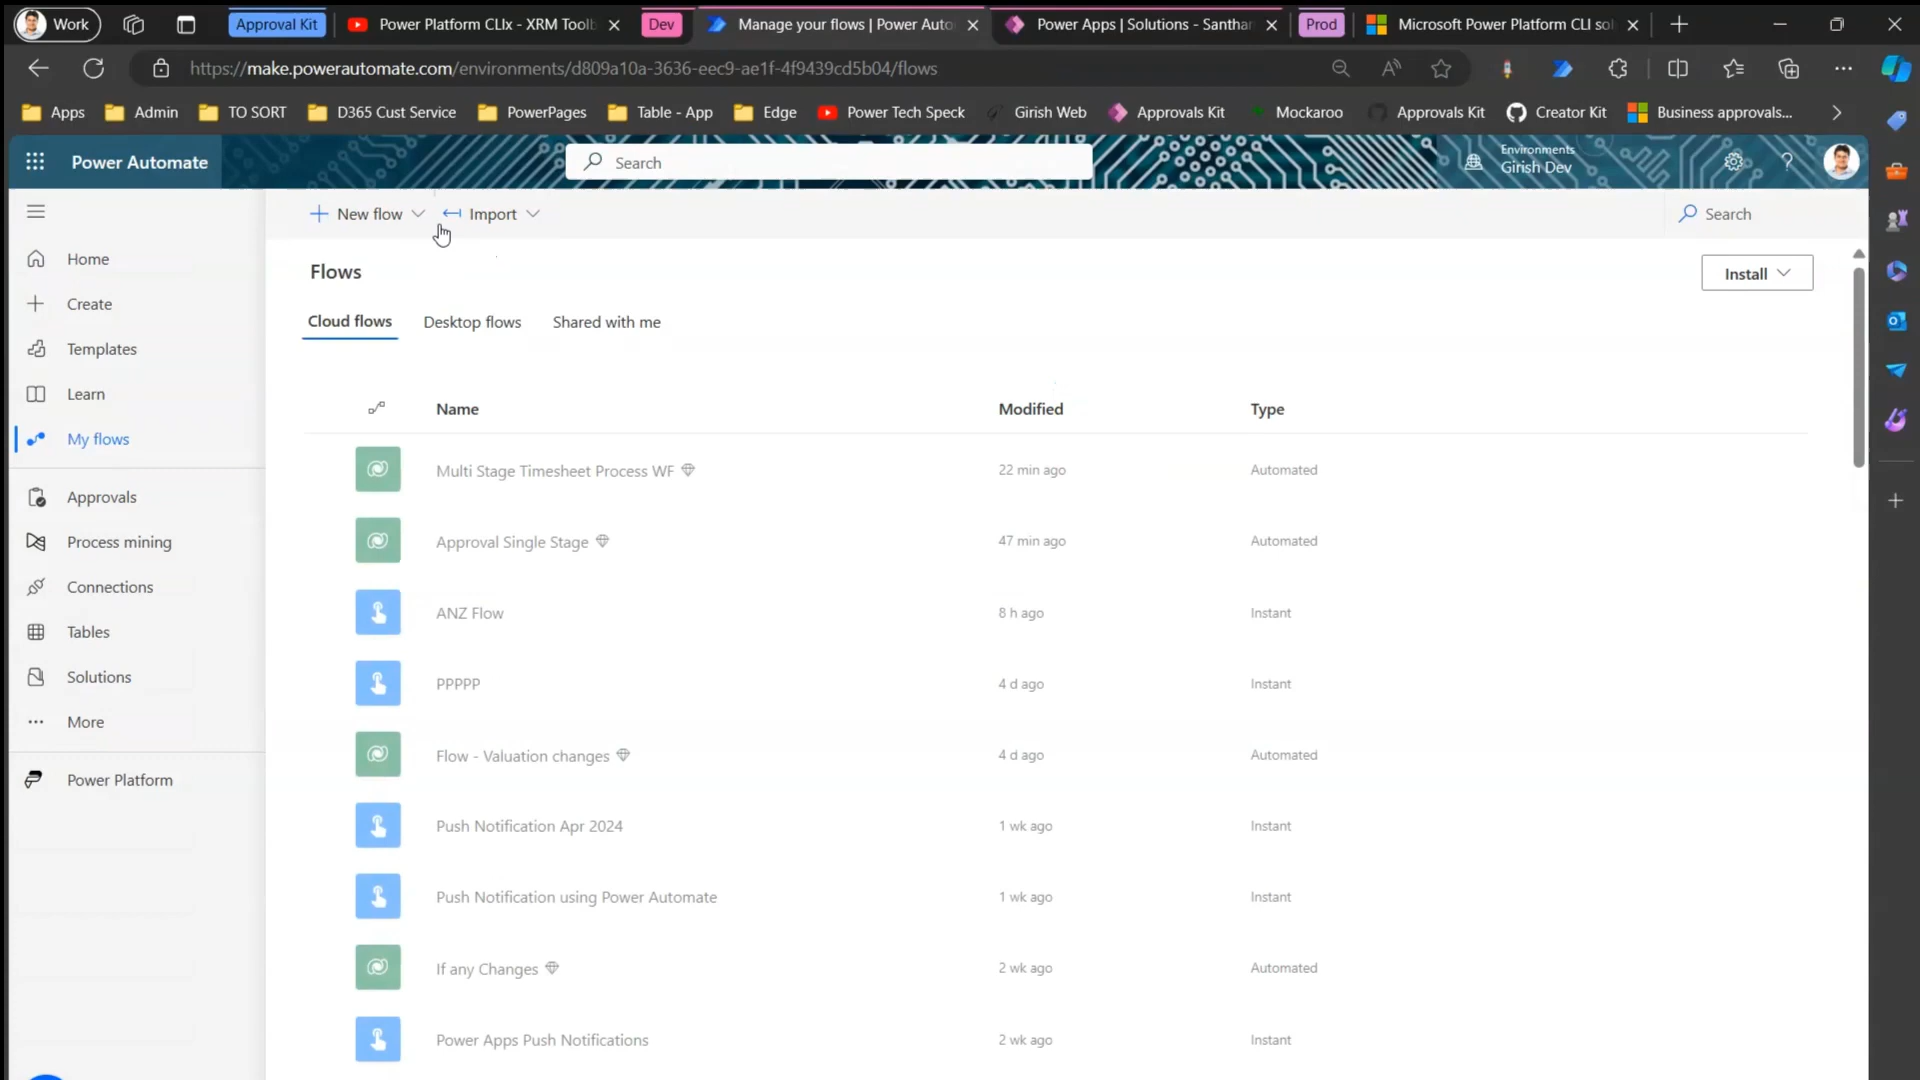 Work
Approval Kit
Power Platform CLIx - XRM Toolb
Dev
Manage your flows | Power Auto
Power Apps | Solutions - Santhan
Prod
Microsoft Power Platform CLI sol
https://make.powerautomate.com/environments/d809a10a-3636-eec9-ae1f-4f9439cd5b04/flows
Apps
Admin
TO SORT
D365 Cust Service
PowerPages
Table - App
Edge
Power Tech Speck
Girish Web
Approvals Kit
Mockaroo
Approvals Kit
Creator Kit
Business approvals...
Power Automate
Search
Environments
Girish Dev
New flow
Import
Search
Home
Create
Templates
Learn
My flows
Approvals
Process mining
Connections
Tables
Solutions
More
Power Platform
Flows
Install
Cloud flows
Desktop flows
Shared with me
Name Modified Type
Multi Stage Timesheet Process WF 22 min ago Automated
Approval Single Stage 47 min ago Automated
ANZ Flow 8 h ago Instant
PPPPP 4 d ago Instant
Flow - Valuation changes 4 d ago Automated
Push Notification Apr 2024 1 wk ago Instant
Push Notification using Power Automate 1 wk ago Instant
If any Changes 2 wk ago Automated
Power Apps Push Notifications 2 wk ago Instant